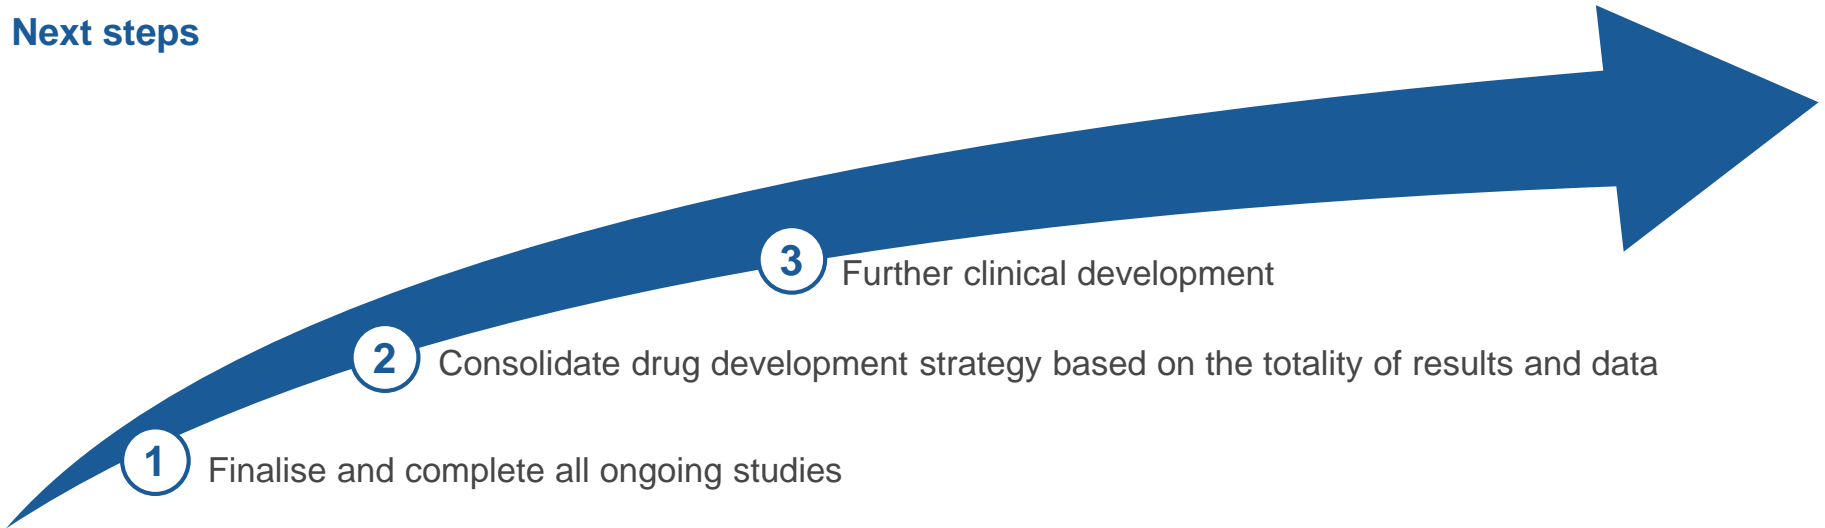 Next steps
3 Further clinical development
2 Consolidate drug development strategy based on the totality of results and data
1 Finalise and complete all ongoing studies